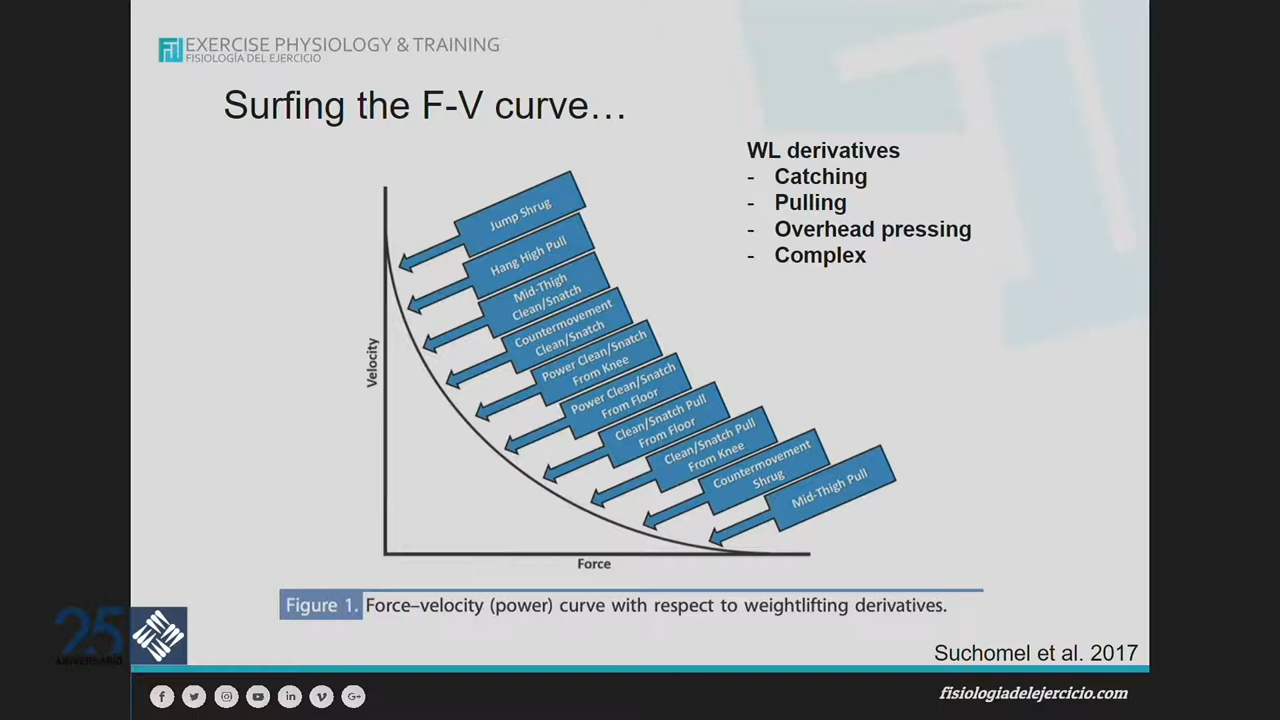 EXERCISE PHYSIOLOGY & TRAINING
FISIOLOGÍA DEL EJERCICIO
Surfing the F-V curve…
WL derivatives
- Catching
- Pulling
- Overhead pressing
- Complex
Jump Shrug
Hang High Pull
Mid-Thigh
Clean/Snatch
Countermovement
Clean/Snatch
Power Clean/Snatch
From Knee
Power Clean/Snatch
From Floor
Clean/Snatch Pull
From Floor
Clean/Snatch Pull
From Knee
Countermovement
Shrug
Mid-Thigh Pull
Velocity
Force
Figure 1. Force–velocity (power) curve with respect to weightlifting derivatives.
Suchomel et al. 2017
25
ANIVERSARIO
fisiologiadelejercicio.com